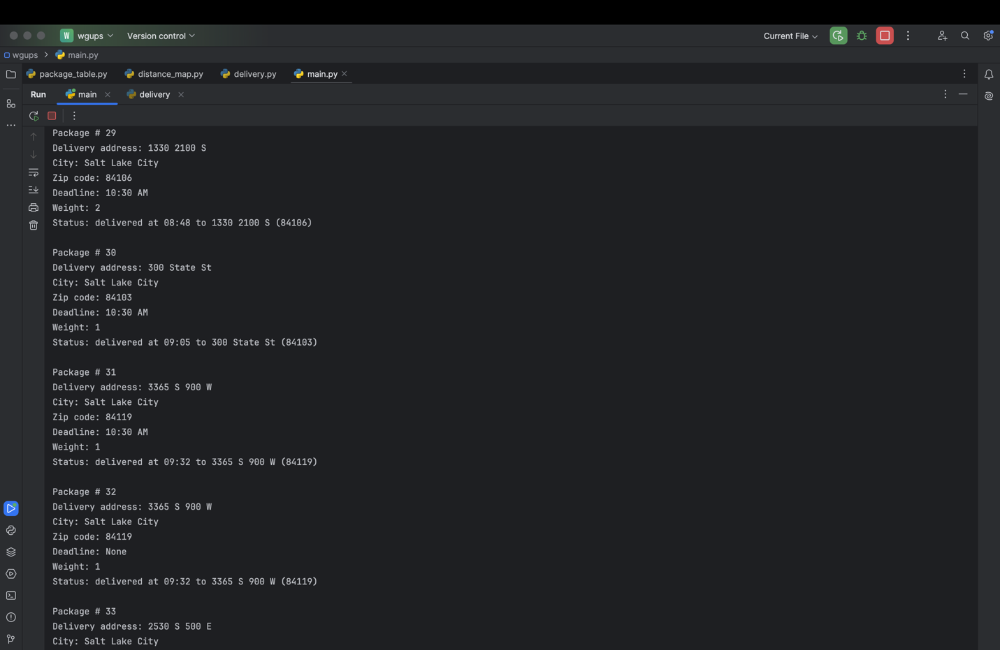 W wgups Version control Current File
wgups > main.py
package_table.py distance_map.py delivery.py main.py
Run main delivery
Package # 29
Delivery address: 1330 2100 S
City: Salt Lake City
Zip code: 84106
Deadline: 10:30 AM
Weight: 2
Status: delivered at 08:48 to 1330 2100 S (84106)
Package # 30
Delivery address: 300 State St
City: Salt Lake City
Zip code: 84103
Deadline: 10:30 AM
Weight: 1
Status: delivered at 09:05 to 300 State St (84103)
Package # 31
Delivery address: 3365 S 900 W
City: Salt Lake City
Zip code: 84119
Deadline: 10:30 AM
Weight: 1
Status: delivered at 09:32 to 3365 S 900 W (84119)
Package # 32
Delivery address: 3365 S 900 W
City: Salt Lake City
Zip code: 84119
Deadline: None
Weight: 1
Status: delivered at 09:32 to 3365 S 900 W (84119)
Package # 33
Delivery address: 2530 S 500 E
City: Salt Lake City